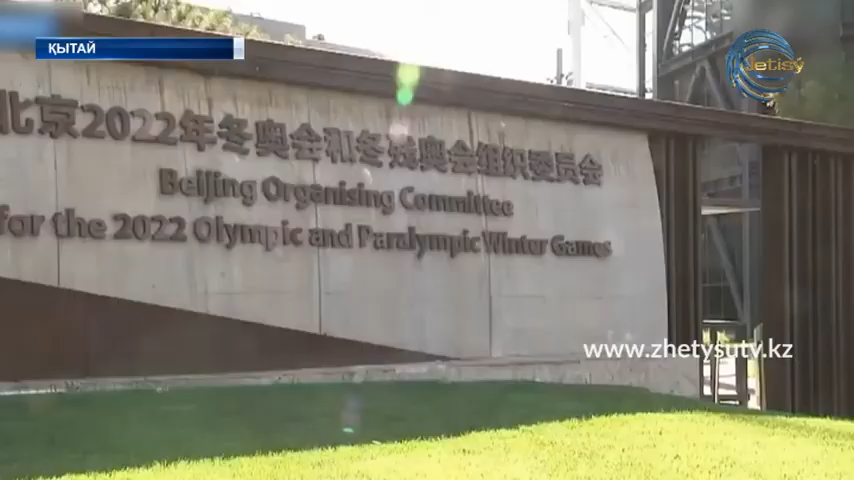 ҚЫТАЙ
Jetisý
北京2022年冬奥会和冬残奥会组织委员会
Beijing Organising Committee
for the 2022 Olympic and Paralympic Winter Games
www.zhetysutv.kz